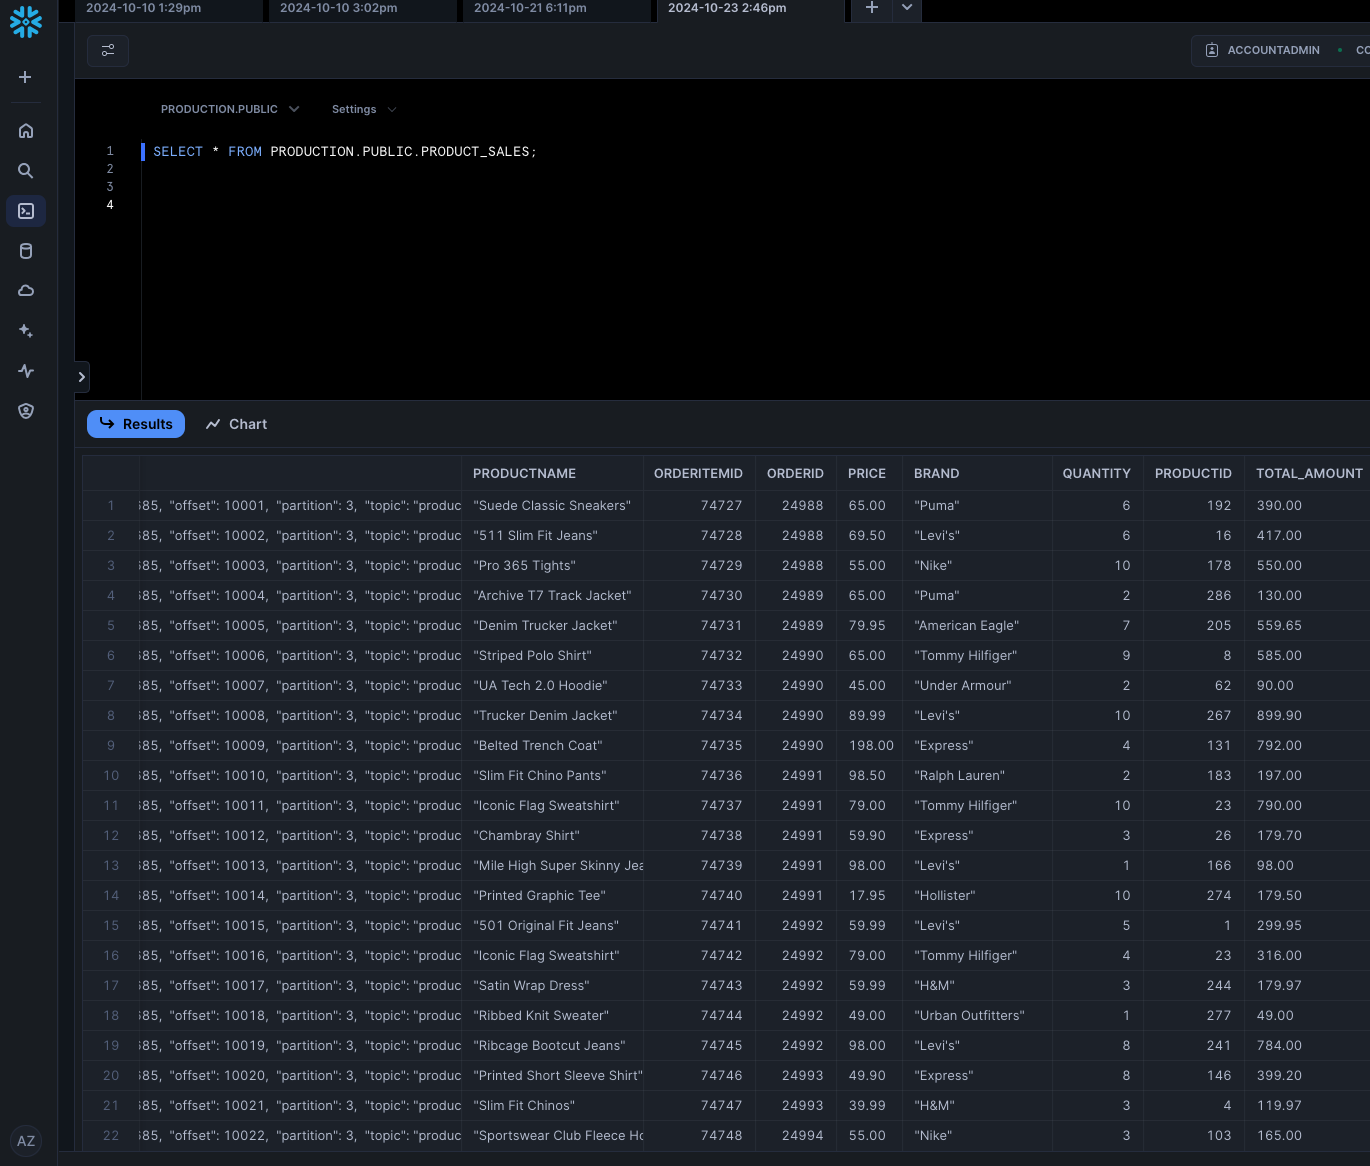 2024-10-10 1:29pm 2024-10-10 3:02pm 2024-10-21 6:11pm 2024-10-23 2:46pm
ACCOUNTADMIN
PRODUCTION.PUBLIC Settings
1 SELECT * FROM PRODUCTION.PUBLIC.PRODUCT_SALES;
2
3
4
Results Chart
PRODUCTNAME ORDERITEMID ORDERID PRICE BRAND QUANTITY PRODUCTID TOTAL_AMOUNT
1 85, "offset": 10001, "partition": 3, "topic": "produc "Suede Classic Sneakers" 74727 24988 65.00 "Puma" 6 192 390.00
2 85, "offset": 10002, "partition": 3, "topic": "produc "511 Slim Fit Jeans" 74728 24988 69.50 "Levi's" 6 16 417.00
3 85, "offset": 10003, "partition": 3, "topic": "produc "Pro 365 Tights" 74729 24988 55.00 "Nike" 10 178 550.00
4 85, "offset": 10004, "partition": 3, "topic": "produc "Archive T7 Track Jacket" 74730 24989 65.00 "Puma" 2 286 130.00
5 85, "offset": 10005, "partition": 3, "topic": "produc "Denim Trucker Jacket" 74731 24989 79.95 "American Eagle" 7 205 559.65
6 85, "offset": 10006, "partition": 3, "topic": "produc "Striped Polo Shirt" 74732 24990 65.00 "Tommy Hilfiger" 9 8 585.00
7 85, "offset": 10007, "partition": 3, "topic": "produc "UA Tech 2.0 Hoodie" 74733 24990 45.00 "Under Armour" 2 62 90.00
8 85, "offset": 10008, "partition": 3, "topic": "produc "Trucker Denim Jacket" 74734 24990 89.99 "Levi's" 10 267 899.90
9 85, "offset": 10009, "partition": 3, "topic": "produc "Belted Trench Coat" 74735 24990 198.00 "Express" 4 131 792.00
10 85, "offset": 10010, "partition": 3, "topic": "produc "Slim Fit Chino Pants" 74736 24991 98.50 "Ralph Lauren" 2 183 197.00
11 85, "offset": 10011, "partition": 3, "topic": "produc "Iconic Flag Sweatshirt" 74737 24991 79.00 "Tommy Hilfiger" 10 23 790.00
12 85, "offset": 10012, "partition": 3, "topic": "produc "Chambray Shirt" 74738 24991 59.90 "Express" 3 26 179.70
13 85, "offset": 10013, "partition": 3, "topic": "produc "Mile High Super Skinny Jea 74739 24991 98.00 "Levi's" 1 166 98.00
14 85, "offset": 10014, "partition": 3, "topic": "produc "Printed Graphic Tee" 74740 24991 17.95 "Hollister" 10 274 179.50
15 85, "offset": 10015, "partition": 3, "topic": "produc "501 Original Fit Jeans" 74741 24992 59.99 "Levi's" 5 1 299.95
16 85, "offset": 10016, "partition": 3, "topic": "produc "Iconic Flag Sweatshirt" 74742 24992 79.00 "Tommy Hilfiger" 4 23 316.00
17 85, "offset": 10017, "partition": 3, "topic": "produc "Satin Wrap Dress" 74743 24992 59.99 "H&M" 3 244 179.97
18 85, "offset": 10018, "partition": 3, "topic": "produc "Ribbed Knit Sweater" 74744 24992 49.00 "Urban Outfitters" 1 277 49.00
19 85, "offset": 10019, "partition": 3, "topic": "produc "Ribcage Bootcut Jeans" 74745 24992 98.00 "Levi's" 8 241 784.00
20 85, "offset": 10020, "partition": 3, "topic": "produc "Printed Short Sleeve Shirt" 74746 24993 49.90 "Express" 8 146 399.20
21 85, "offset": 10021, "partition": 3, "topic": "produc "Slim Fit Chinos" 74747 24993 39.99 "H&M" 3 4 119.97
22 85, "offset": 10022, "partition": 3, "topic": "produc "Sportswear Club Fleece Ho 74748 24994 55.00 "Nike" 3 103 165.00
AZ